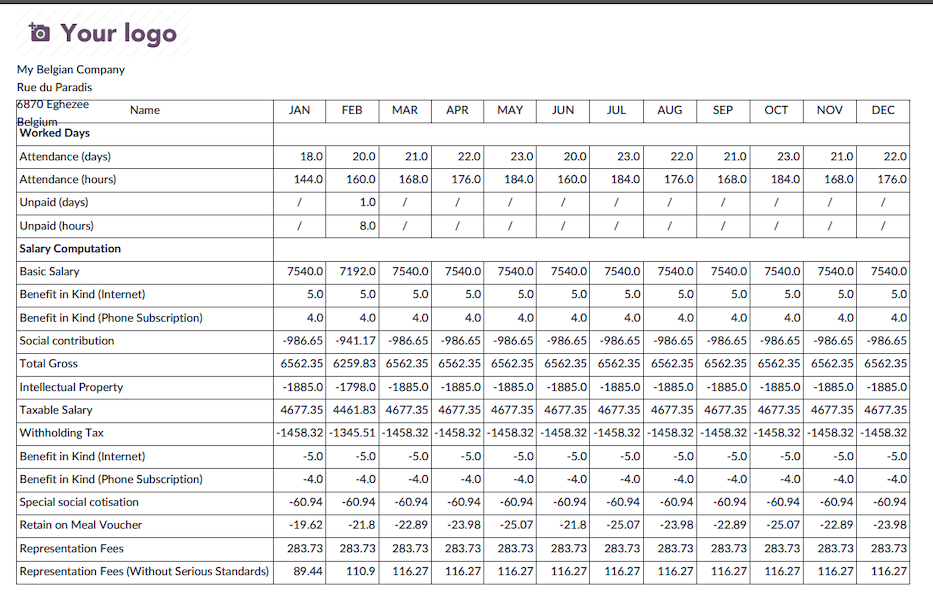 Your logo
My Belgian Company
Rue du Paradis
6870 Eghezee
Belgium
Name JAN FEB MAR APR MAY JUN JUL AUG SEP OCT NOV DEC
Worked Days
Attendance (days) 18.0 20.0 21.0 22.0 23.0 20.0 23.0 22.0 21.0 23.0 21.0 22.0
Attendance (hours) 144.0 160.0 168.0 176.0 184.0 160.0 184.0 176.0 168.0 184.0 168.0 176.0
Unpaid (days) / 1.0 / / / / / / / / / /
Unpaid (hours) / 8.0 / / / / / / / / / /
Salary Computation
Basic Salary 7540.0 7192.0 7540.0 7540.0 7540.0 7540.0 7540.0 7540.0 7540.0 7540.0 7540.0 7540.0
Benefit in Kind (Internet) 5.0 5.0 5.0 5.0 5.0 5.0 5.0 5.0 5.0 5.0 5.0 5.0
Benefit in Kind (Phone Subscription) 4.0 4.0 4.0 4.0 4.0 4.0 4.0 4.0 4.0 4.0 4.0 4.0
Social contribution -986.65 -941.17 -986.65 -986.65 -986.65 -986.65 -986.65 -986.65 -986.65 -986.65 -986.65 -986.65
Total Gross 6562.35 6259.83 6562.35 6562.35 6562.35 6562.35 6562.35 6562.35 6562.35 6562.35 6562.35 6562.35
Intellectual Property -1885.0 -1798.0 -1885.0 -1885.0 -1885.0 -1885.0 -1885.0 -1885.0 -1885.0 -1885.0 -1885.0 -1885.0
Taxable Salary 4677.35 4461.83 4677.35 4677.35 4677.35 4677.35 4677.35 4677.35 4677.35 4677.35 4677.35 4677.35
Withholding Tax -1458.32 -1345.51 -1458.32 -1458.32 -1458.32 -1458.32 -1458.32 -1458.32 -1458.32 -1458.32 -1458.32 -1458.32
Benefit in Kind (Internet) -5.0 -5.0 -5.0 -5.0 -5.0 -5.0 -5.0 -5.0 -5.0 -5.0 -5.0 -5.0
Benefit in Kind (Phone Subscription) -4.0 -4.0 -4.0 -4.0 -4.0 -4.0 -4.0 -4.0 -4.0 -4.0 -4.0 -4.0
Special social cotisation -60.94 -60.94 -60.94 -60.94 -60.94 -60.94 -60.94 -60.94 -60.94 -60.94 -60.94 -60.94
Retain on Meal Voucher -19.62 -21.8 -22.89 -23.98 -25.07 -21.8 -25.07 -23.98 -22.89 -25.07 -22.89 -23.98
Representation Fees 283.73 283.73 283.73 283.73 283.73 283.73 283.73 283.73 283.73 283.73 283.73 283.73
Representation Fees (Without Serious Standards) 89.44 110.9 116.27 116.27 116.27 116.27 116.27 116.27 116.27 116.27 116.27 116.27